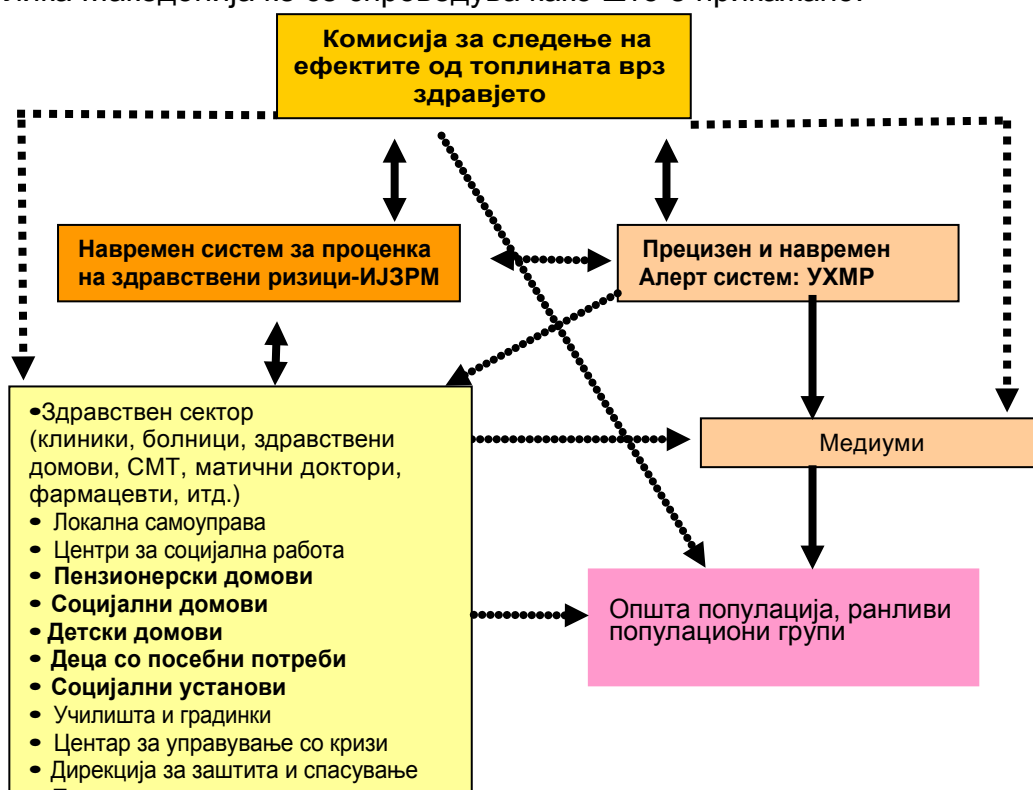 Комисија за следење на
ефектите од топлината врз
здравјето
Навремен систем за проценка
на здравствени ризици-ИЈЗРМ
Прецизен и навремен
Алерт систем: УХМР
•Здравствен сектор
(клиники, болници, здравствени
домови, СМТ, матични доктори,
фармацевти, итд.)
• Локална самоуправа
• Центри за социјална работа
• Пензионерски домови
• Социјални домови
• Детски домови
• Деца со посебни потреби
• Социјални установи
• Училишта и градинки
• Центар за управување со кризи
• Дирекција за заштита и спасување
Медиуми
Општа популација, ранливи
популациони групи